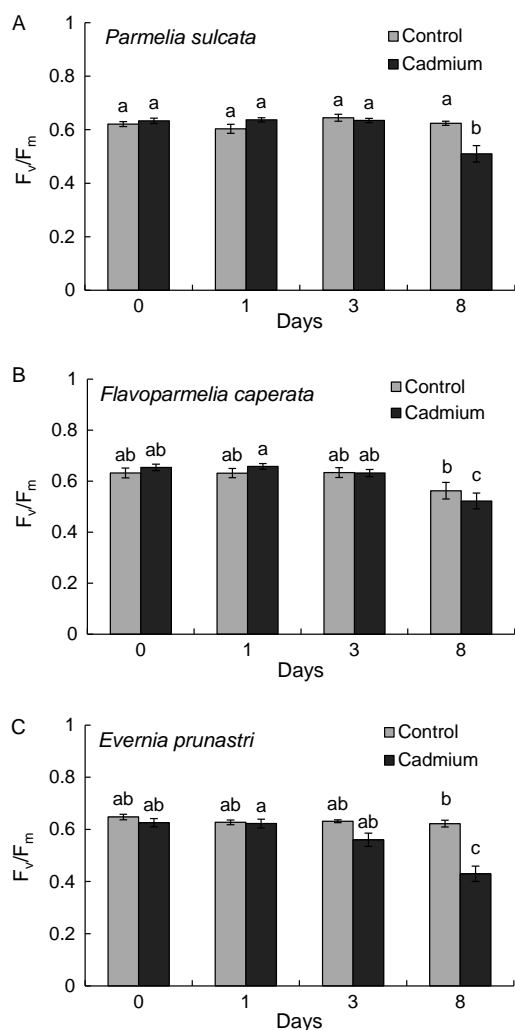 A
Parmelia sulcata
Control
Cadmium
1
0.8
0.6
0.4
0.2
0
Fv/Fm
a a a a a a a b
0 1 3 8
Days
B
Flavoparmelia caperata
Control
Cadmium
1
0.8
0.6
0.4
0.2
0
Fv/Fm
ab ab ab a ab ab b c
0 1 3 8
Days
C
Evernia prunastri
Control
Cadmium
1
0.8
0.6
0.4
0.2
0
Fv/Fm
ab ab ab a ab ab b c
0 1 3 8
Days